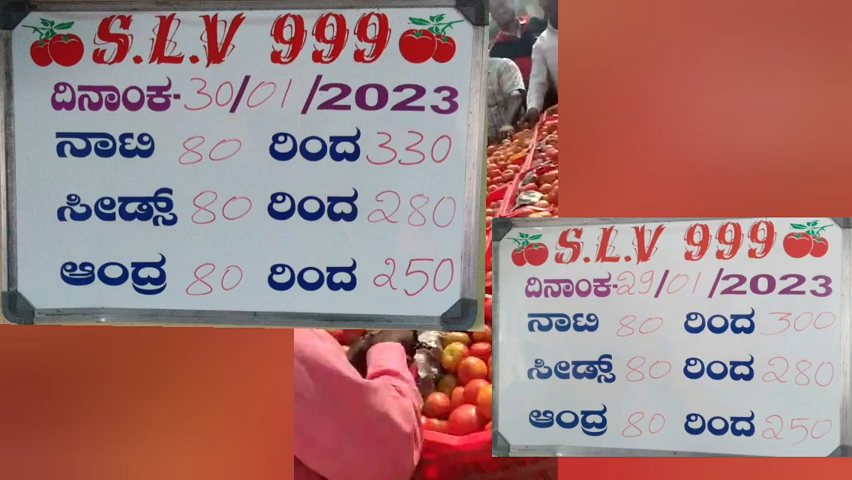 S.L.V 999
ದಿನಾಂಕ-30/01/2023
ನಾಟಿ 80 ರಿಂದ 330
ಸೀಡ್ಸ್ 80 ರಿಂದ 280
ಆಂಧ್ರ 80 ರಿಂದ 250
S.L.V 999
ದಿನಾಂಕ-29/01/2023
ನಾಟಿ 80 ರಿಂದ 300
ಸೀಡ್ಸ್ 80 ರಿಂದ 280
ಆಂಧ್ರ 80 ರಿಂದ 250